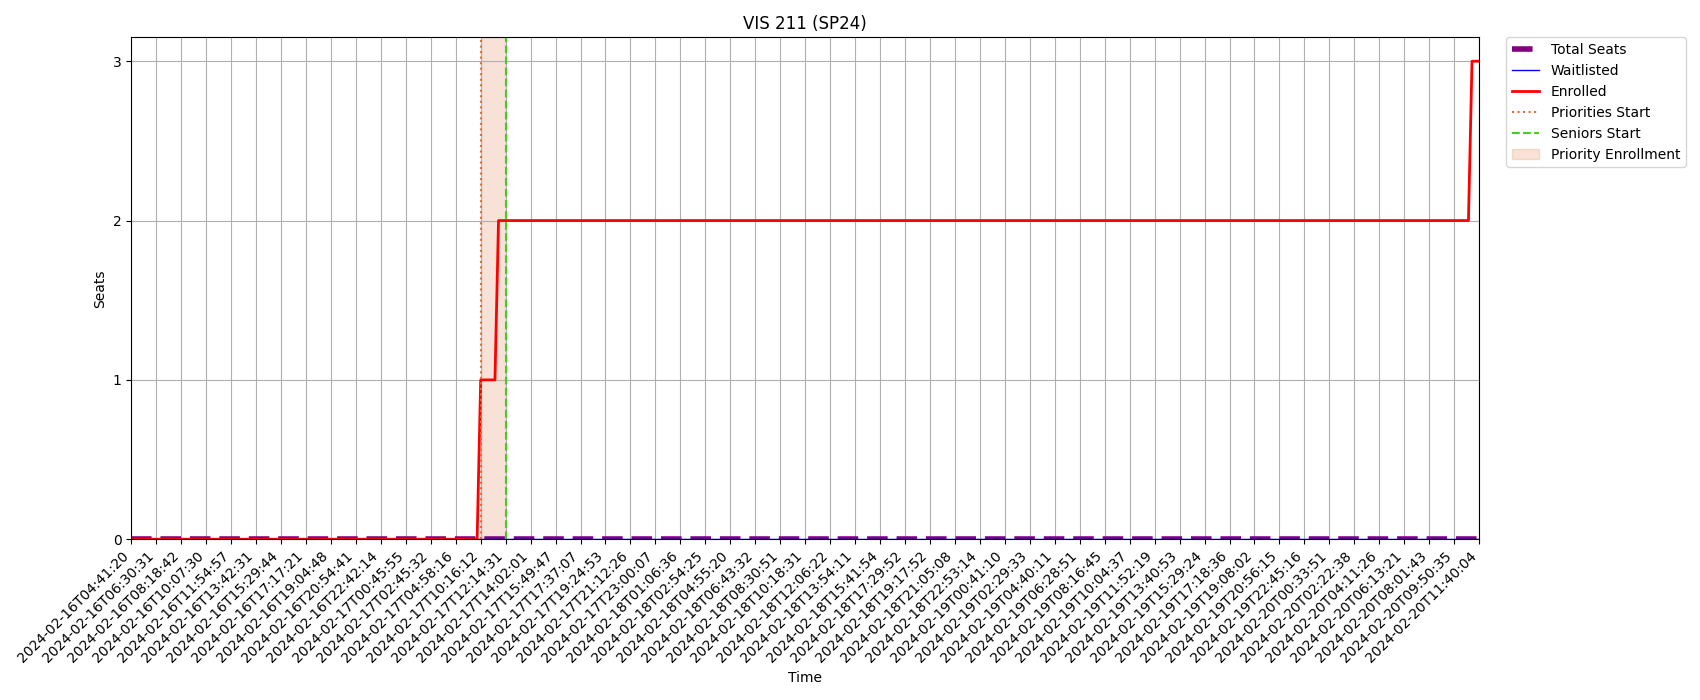 VIS 211 (SP24)
Total Seats
Waitlisted
Enrolled
Priorities Start
Seniors Start
Priority Enrollment
Seats
3
2
1
0
2024-02-16T04:41:20
2024-02-16T06:30:31
2024-02-16T08:18:42
2024-02-16T10:07:30
2024-02-16T11:54:57
2024-02-16T13:42:31
2024-02-16T15:29:44
2024-02-16T17:17:21
2024-02-16T19:04:48
2024-02-16T20:54:41
2024-02-16T22:42:14
2024-02-17T00:45:55
2024-02-17T02:45:32
2024-02-17T04:58:16
2024-02-17T10:16:12
2024-02-17T12:14:31
2024-02-17T14:02:01
2024-02-17T15:49:47
2024-02-17T17:37:07
2024-02-17T19:24:53
2024-02-17T21:12:26
2024-02-17T23:00:07
2024-02-18T01:06:36
2024-02-18T02:54:25
2024-02-18T04:55:20
2024-02-18T06:43:32
2024-02-18T08:30:51
2024-02-18T10:18:31
2024-02-18T12:06:22
2024-02-18T13:54:11
2024-02-18T15:41:54
2024-02-18T17:29:52
2024-02-18T19:17:52
2024-02-18T21:05:08
2024-02-18T22:53:14
2024-02-19T00:41:10
2024-02-19T02:29:33
2024-02-19T04:40:11
2024-02-19T06:28:51
2024-02-19T08:16:45
2024-02-19T10:04:37
2024-02-19T11:52:19
2024-02-19T13:40:53
2024-02-19T15:29:24
2024-02-19T17:18:36
2024-02-19T19:08:02
2024-02-19T20:56:15
2024-02-19T22:45:16
2024-02-20T00:33:51
2024-02-20T02:22:38
2024-02-20T04:11:26
2024-02-20T06:13:21
2024-02-20T08:01:43
2024-02-20T09:50:35
2024-02-20T11:40:04
Time